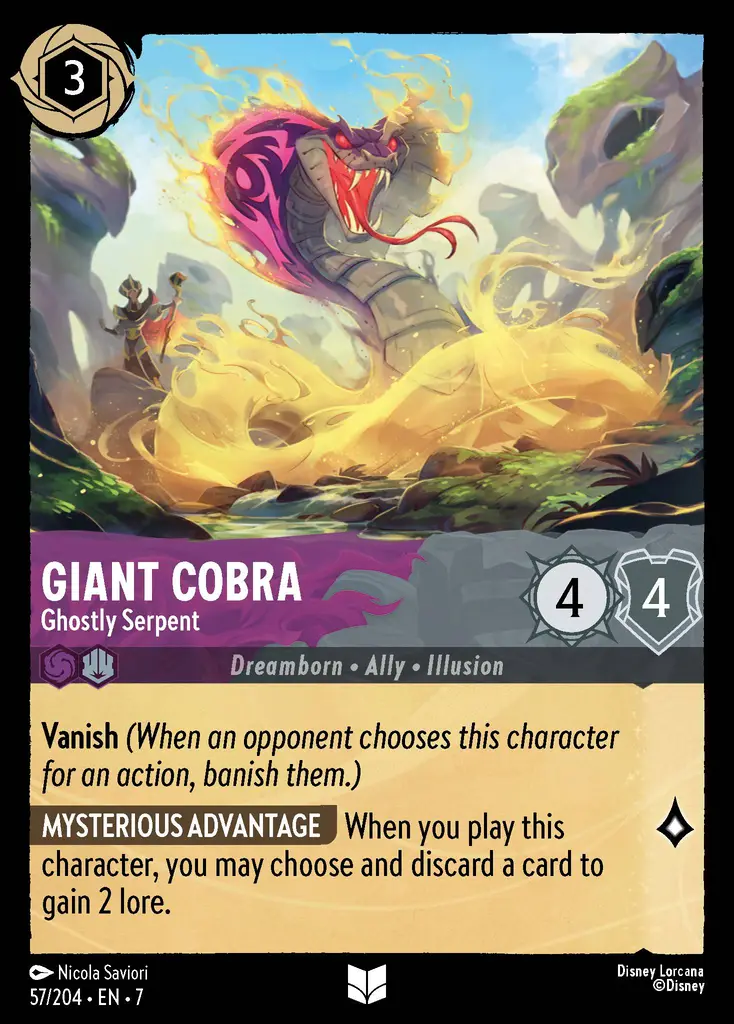 3
GIANT COBRA
Ghostly Serpent
4
4
Dreamborn • Ally • Illusion
Vanish (When an opponent chooses this character
for an action, banish them.)
MYSTERIOUS ADVANTAGE When you play this
character, you may choose and discard a card to
gain 2 lore.
Nicola Saviori
57/204 • EN • 7
Disney Lorcana
©Disney